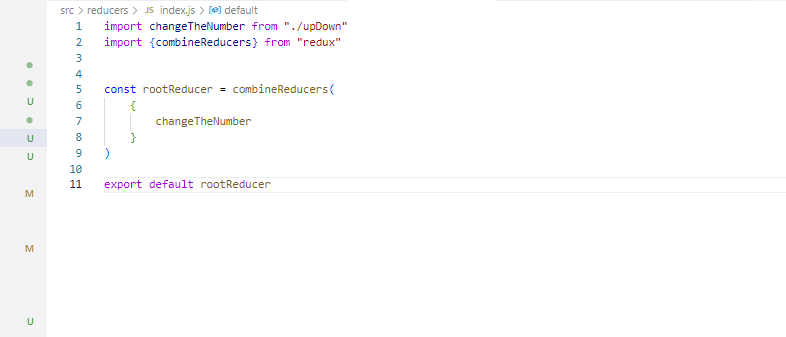 src > reducers > JS index.js > default
1 import changeTheNumber from "./upDown"
2 import {combineReducers} from "redux"
3
4
5 const rootReducer = combineReducers(
U
6 {
7 changeTheNumber
U
8 }
U
9 )
10
11 export default rootReducer
M
M
U